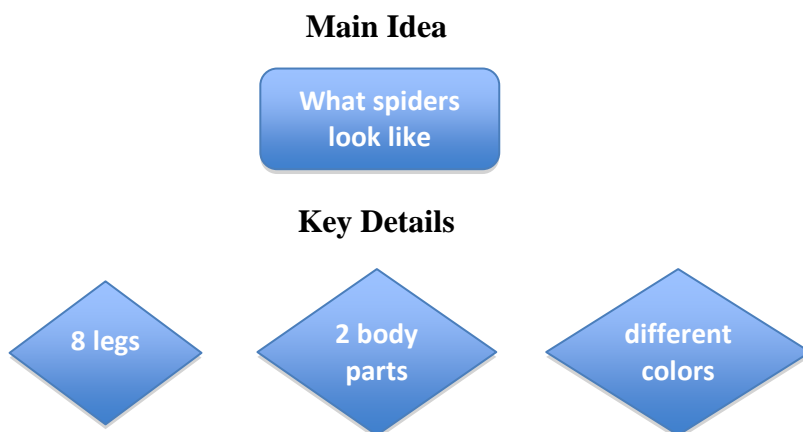 Main Idea
What spiders
look like
Key Details
8 legs
2 body
parts
different
colors